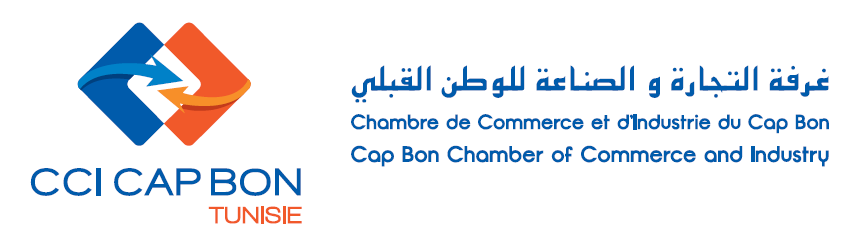 CCI CAP BON
TUNISIE
غرفة التجارة و الصناعة للوطن القبلي
Chambre de Commerce et d'Industrie du Cap Bon
Cap Bon Chamber of Commerce and Industry